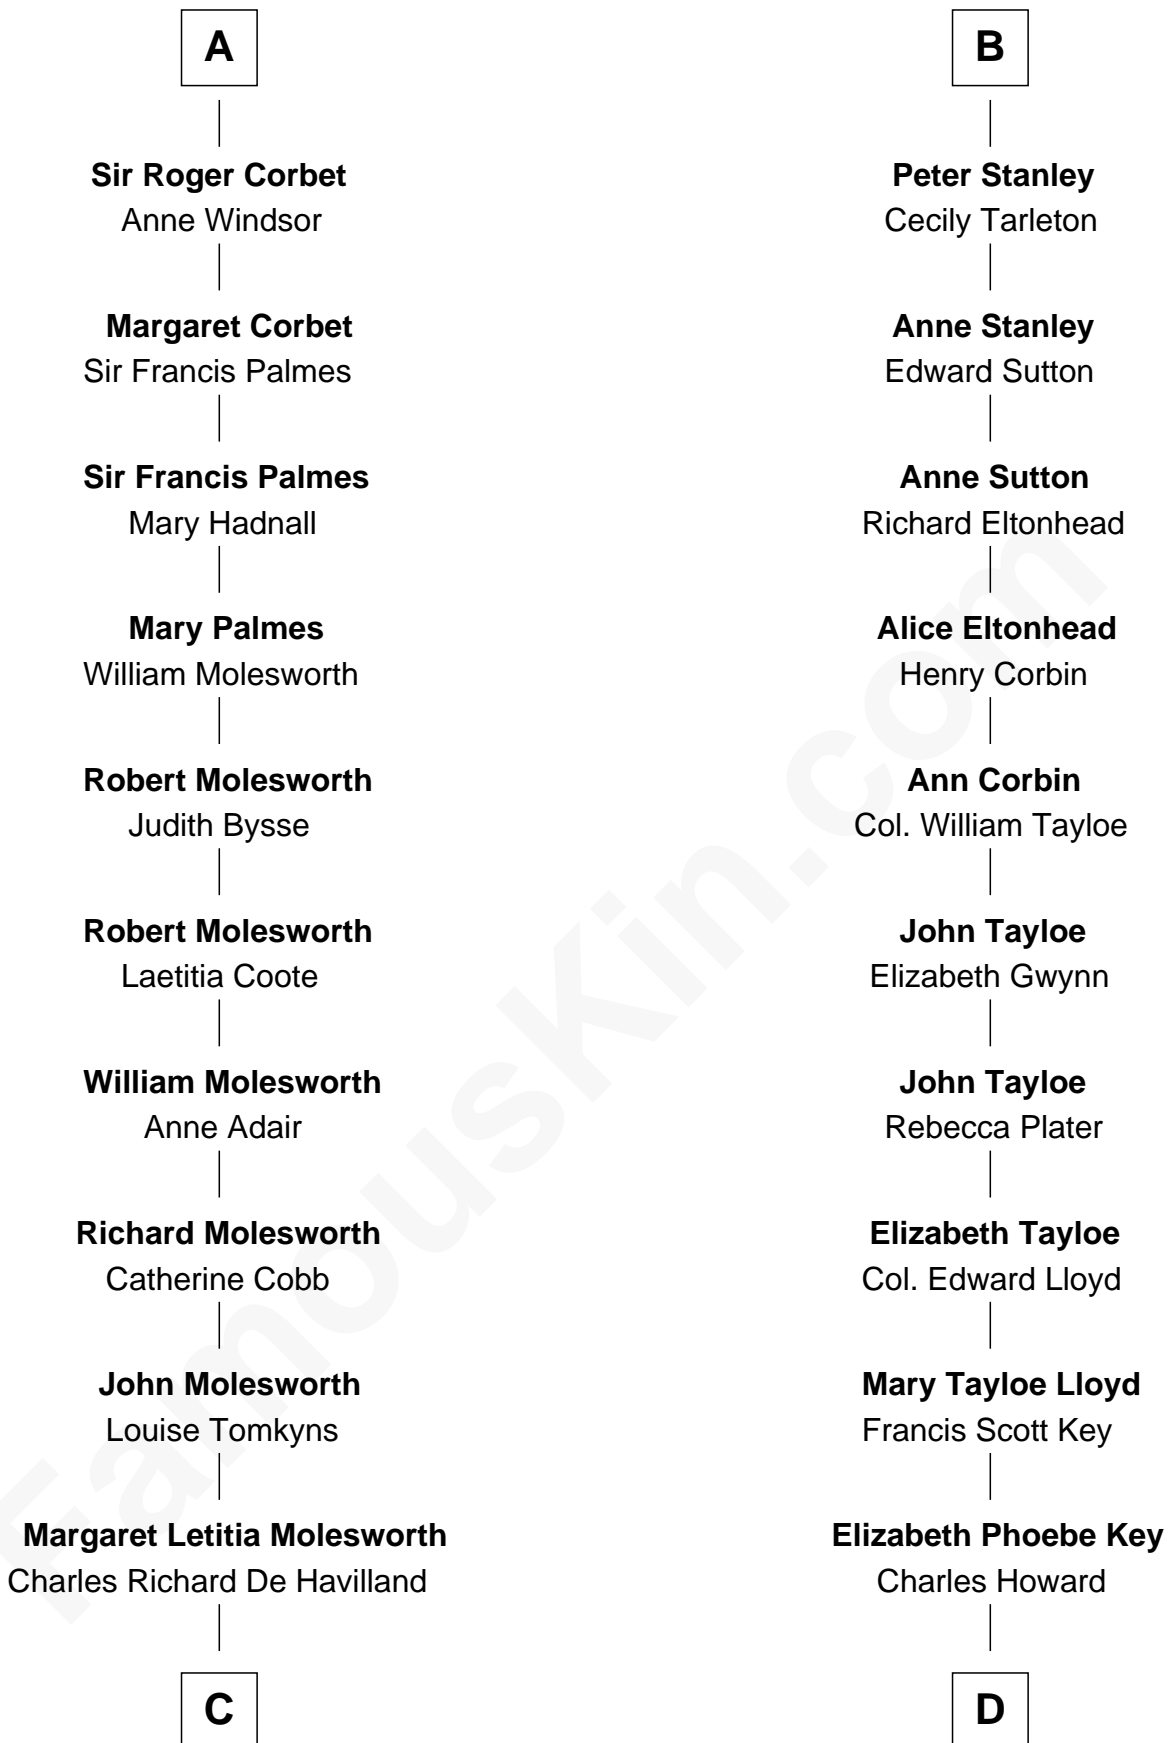 A
Sir Roger Corbet
Anne Windsor
Margaret Corbet
Sir Francis Palmes
Sir Francis Palmes
Mary Hadnall
Mary Palmes
William Molesworth
Robert Molesworth
Judith Bysse
Robert Molesworth
Laetitia Coote
William Molesworth
Anne Adair
Richard Molesworth
Catherine Cobb
John Molesworth
Louise Tomkyns
Margaret Letitia Molesworth
Charles Richard De Havilland
C
B
Peter Stanley
Cecily Tarleton
Anne Stanley
Edward Sutton
Anne Sutton
Richard Eltonhead
Alice Eltonhead
Henry Corbin
Ann Corbin
Col. William Tayloe
John Tayloe
Elizabeth Gwynn
John Tayloe
Rebecca Plater
Elizabeth Tayloe
Col. Edward Lloyd
Mary Tayloe Lloyd
Francis Scott Key
Elizabeth Phoebe Key
Charles Howard
D
FamousKin.com